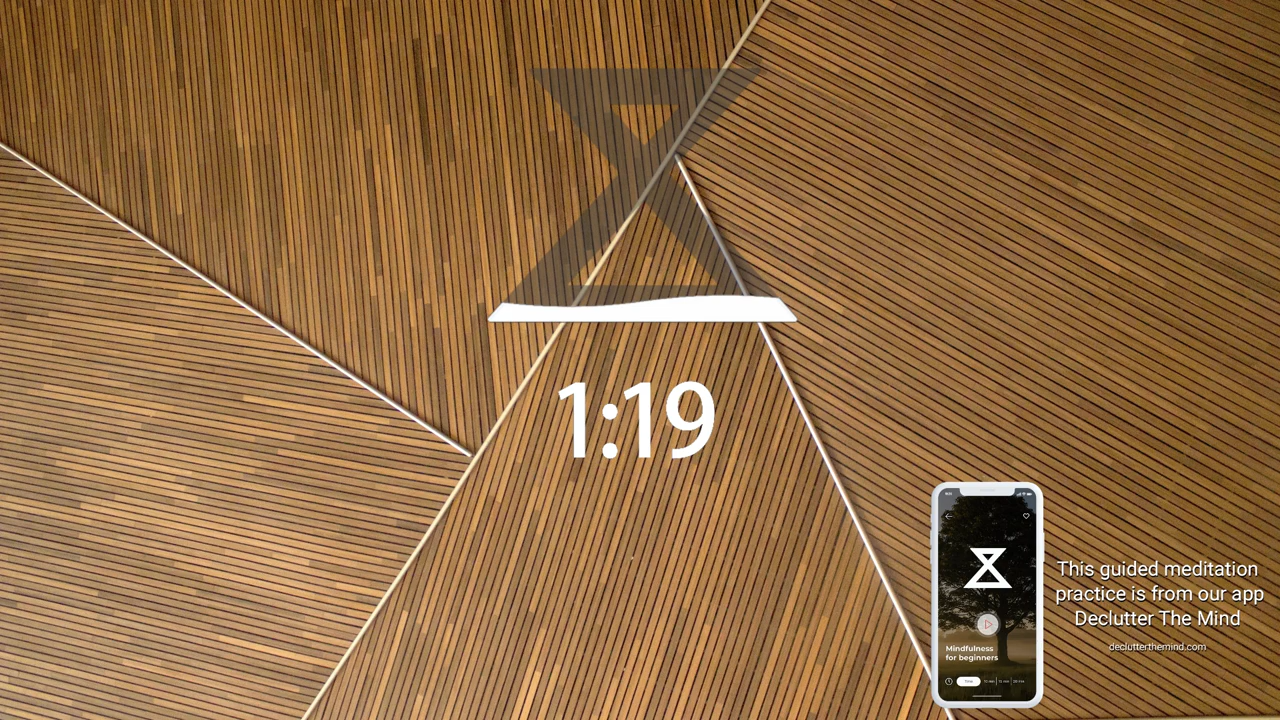 1:19
This guided meditation
practice is from our app
Declutter The Mind
declutterthemind.com
Mindfulness
for beginners